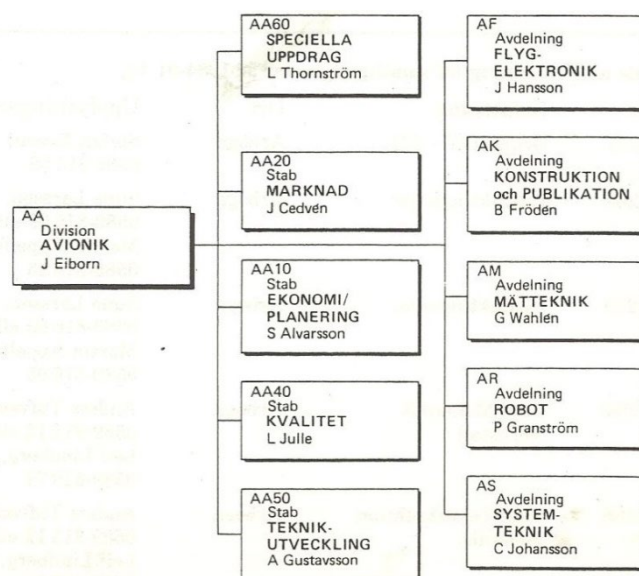 AA
Division
AVIONIK
J Eiborn
AA60
SPECIELLA
UPPDRAG
L Thornström
AA20
Stab
MARKNAD
J Cedvén
AA10
Stab
EKONOMI/
PLANERING
S Alvarsson
AA40
Stab
KVALITET
L Julle
AA50
Stab
TEKNIK-
UTVECKLING
A Gustavsson
AF
Avdelning
FLYG-
ELEKTRONIK
J Hansson
AK
Avdelning
KONSTRUKTION
och PUBLIKATION
B Frödén
AM
Avdelning
MÄTTEKNIK
G Wahlén
AR
Avdelning
ROBOT
P Granström
AS
Avdelning
SYSTEM-
TEKNIK
C Johansson